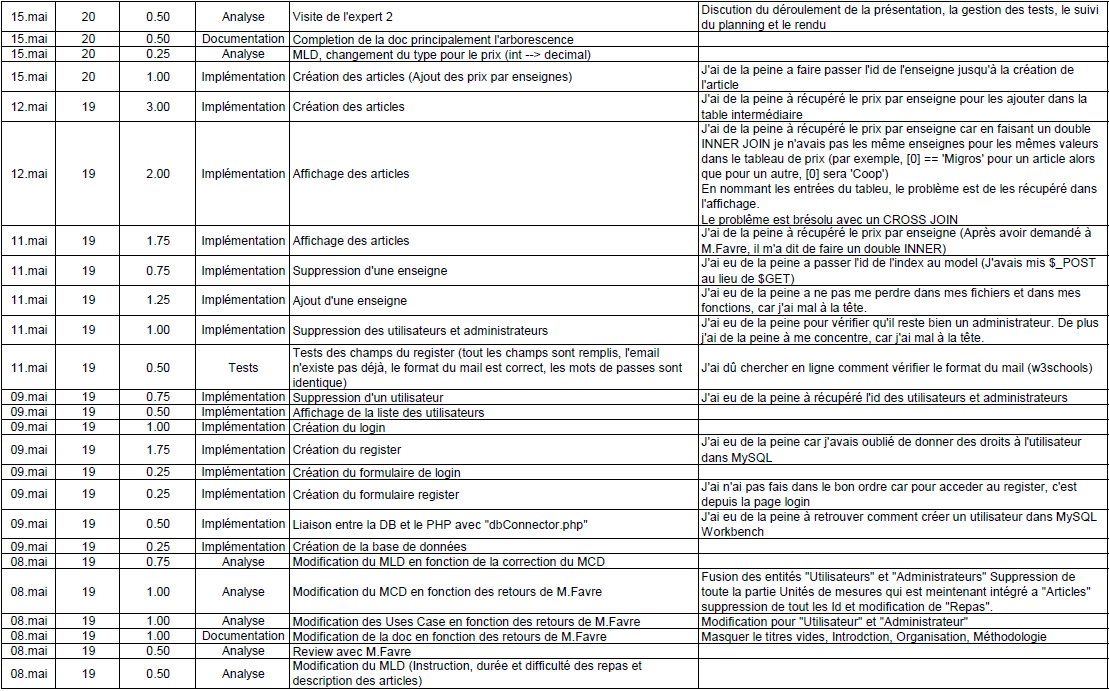 15.mai 20 0.50 Analyse Visite de l'expert 2 Discution du déroulement de la présentation, la gestion des tests, le suivi
du planning et le rendu
15.mai 20 0.50 Documentation Completion de la doc principalement l'arborescence
15.mai 20 0.25 Analyse MLD, changement du type pour le prix (int --> decimal)
15.mai 20 1.00 Implémentation Création des articles (Ajout des prix par enseignes) J'ai de la peine a faire passer l'id de l'enseigne jusqu'à la création de
l'article
12.mai 19 3.00 Implémentation Création des articles J'ai de la peine à récupéré le prix par enseigne pour les ajouter dans la
table intermédiaire
12.mai 19 2.00 Implémentation Affichage des articles J'ai de la peine à récupéré le prix par enseigne car en faisant un double
INNER JOIN je n'avais pas les même enseignes pour les mêmes valeurs
dans le tableau de prix (par exemple, [0] == 'Migros' pour un article alors
que pour un autre, [0] sera 'Coop')
En nommant les entrées du tableu, le problème est de les récupéré dans
l'affichage.
Le problème est brésolu avec un CROSS JOIN
11.mai 19 1.75 Implémentation Affichage des articles J'ai de la peine à récupéré le prix par enseigne (Après avoir demandé à
M.Favre, il m'a dit de faire un double INNER)
11.mai 19 0.75 Implémentation Suppression d'une enseigne J'ai eu de la peine a passer l'id de l'index au model (J'avais mis $_POST
au lieu de $GET)
11.mai 19 1.25 Implémentation Ajout d'une enseigne J'ai eu de la peine a ne pas me perdre dans mes fichiers et dans mes
fonctions, car j'ai mal à la tête.
11.mai 19 1.00 Implémentation Suppression des utilisateurs et administrateurs J'ai eu de la peine pour vérifier qu'il reste bien un administrateur. De plus
j'ai de la peine à me concentre, car j'ai mal à la tête.
11.mai 19 0.50 Tests Tests des champs du register (tout les champs sont remplis, l'email
n'existe pas déjà, le format du mail est correct, les mots de passes sont
identique) J'ai dû chercher en ligne comment vérifier le format du mail (w3schools)
09.mai 19 0.75 Implémentation Suppression d'un utilisateur J'ai eu de la peine à récupéré l'id des utilisateurs et administrateurs
09.mai 19 0.50 Implémentation Affichage de la liste des utilisateurs
09.mai 19 1.00 Implémentation Création du login
09.mai 19 1.75 Implémentation Création du register J'ai eu de la peine car j'avais oublié de donner des droits à l'utilisateur
dans MySQL
09.mai 19 0.25 Implémentation Création du formulaire de login
09.mai 19 0.25 Implémentation Création du formulaire register J'ai n'ai pas fais dans le bon ordre car pour acceder au register, c'est
depuis la page login
09.mai 19 0.50 Implémentation Liaison entre la DB et le PHP avec "dbConnector.php" J'ai eu de la peine à retrouver comment créer un utilisateur dans MySQL
Workbench
09.mai 19 0.25 Implémentation Création de la base de données
08.mai 19 0.75 Analyse Modification du MLD en fonction de la correction du MCD
08.mai 19 1.00 Analyse Modification du MCD en fonction des retours de M.Favre Fusion des entités "Utilisateurs" et "Administrateurs" Suppression de
toute la partie Unités de mesures qui est meintenant intégré a "Articles"
suppression de tout les Id et modification de "Repas".
08.mai 19 1.00 Analyse Modification des Uses Case en fonction des retours de M.Favre Modification pour "Utilisateur" et "Administrateur"
08.mai 19 1.00 Documentation Modification de la doc en fonction des retours de M.Favre Masquer le titres vides, Introdction, Organisation, Méthodologie
08.mai 19 0.50 Analyse Review avec M.Favre
08.mai 19 0.50 Analyse Modification du MLD (Instruction, durée et difficulté des repas et
description des articles)